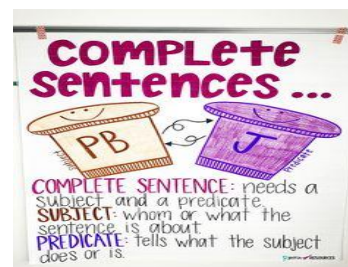 COMPLETE
Sentences...
PB
J
Predicate
COMPLETE SENTENCE: needs a
subject and a predicate.
SUBJECT: whom or what the
sentence is about
PREDICATE: tells what the subject
does or is.